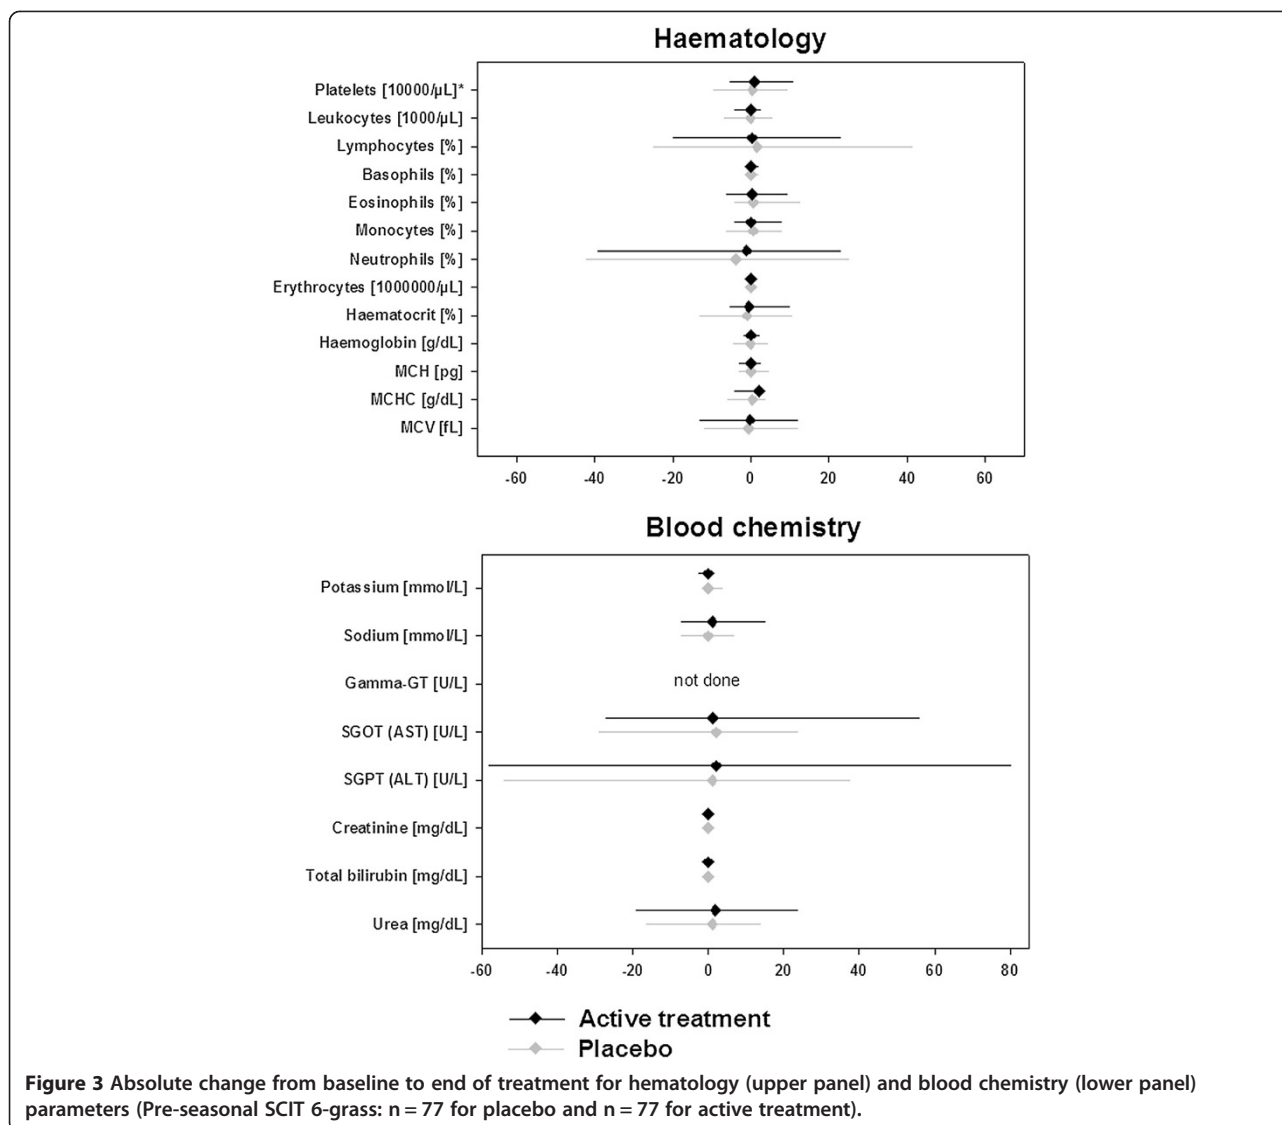 Haematology
Platelets [10000/µL]*
Leukocytes [1000/µL]
Lymphocytes [%]
Basophils [%]
Eosinophils [%]
Monocytes [%]
Neutrophils [%]
Erythrocytes [1000000/µL]
Haematocrit [%]
Haemoglobin [g/dL]
MCH [pg]
MCHC [g/dL]
MCV [fL]
-60 -40 -20 0 20 40 60
Blood chemistry
Potassium [mmol/L]
Sodium [mmol/L]
Gamma-GT [U/L] not done
SGOT (AST) [U/L]
SGPT (ALT) [U/L]
Creatinine [mg/dL]
Total bilirubin [mg/dL]
Urea [mg/dL]
-60 -40 -20 0 20 40 60 80
Active treatment
Placebo
Figure 3 Absolute change from baseline to end of treatment for hematology (upper panel) and blood chemistry (lower panel)
parameters (Pre-seasonal SCIT 6-grass: n = 77 for placebo and n = 77 for active treatment).